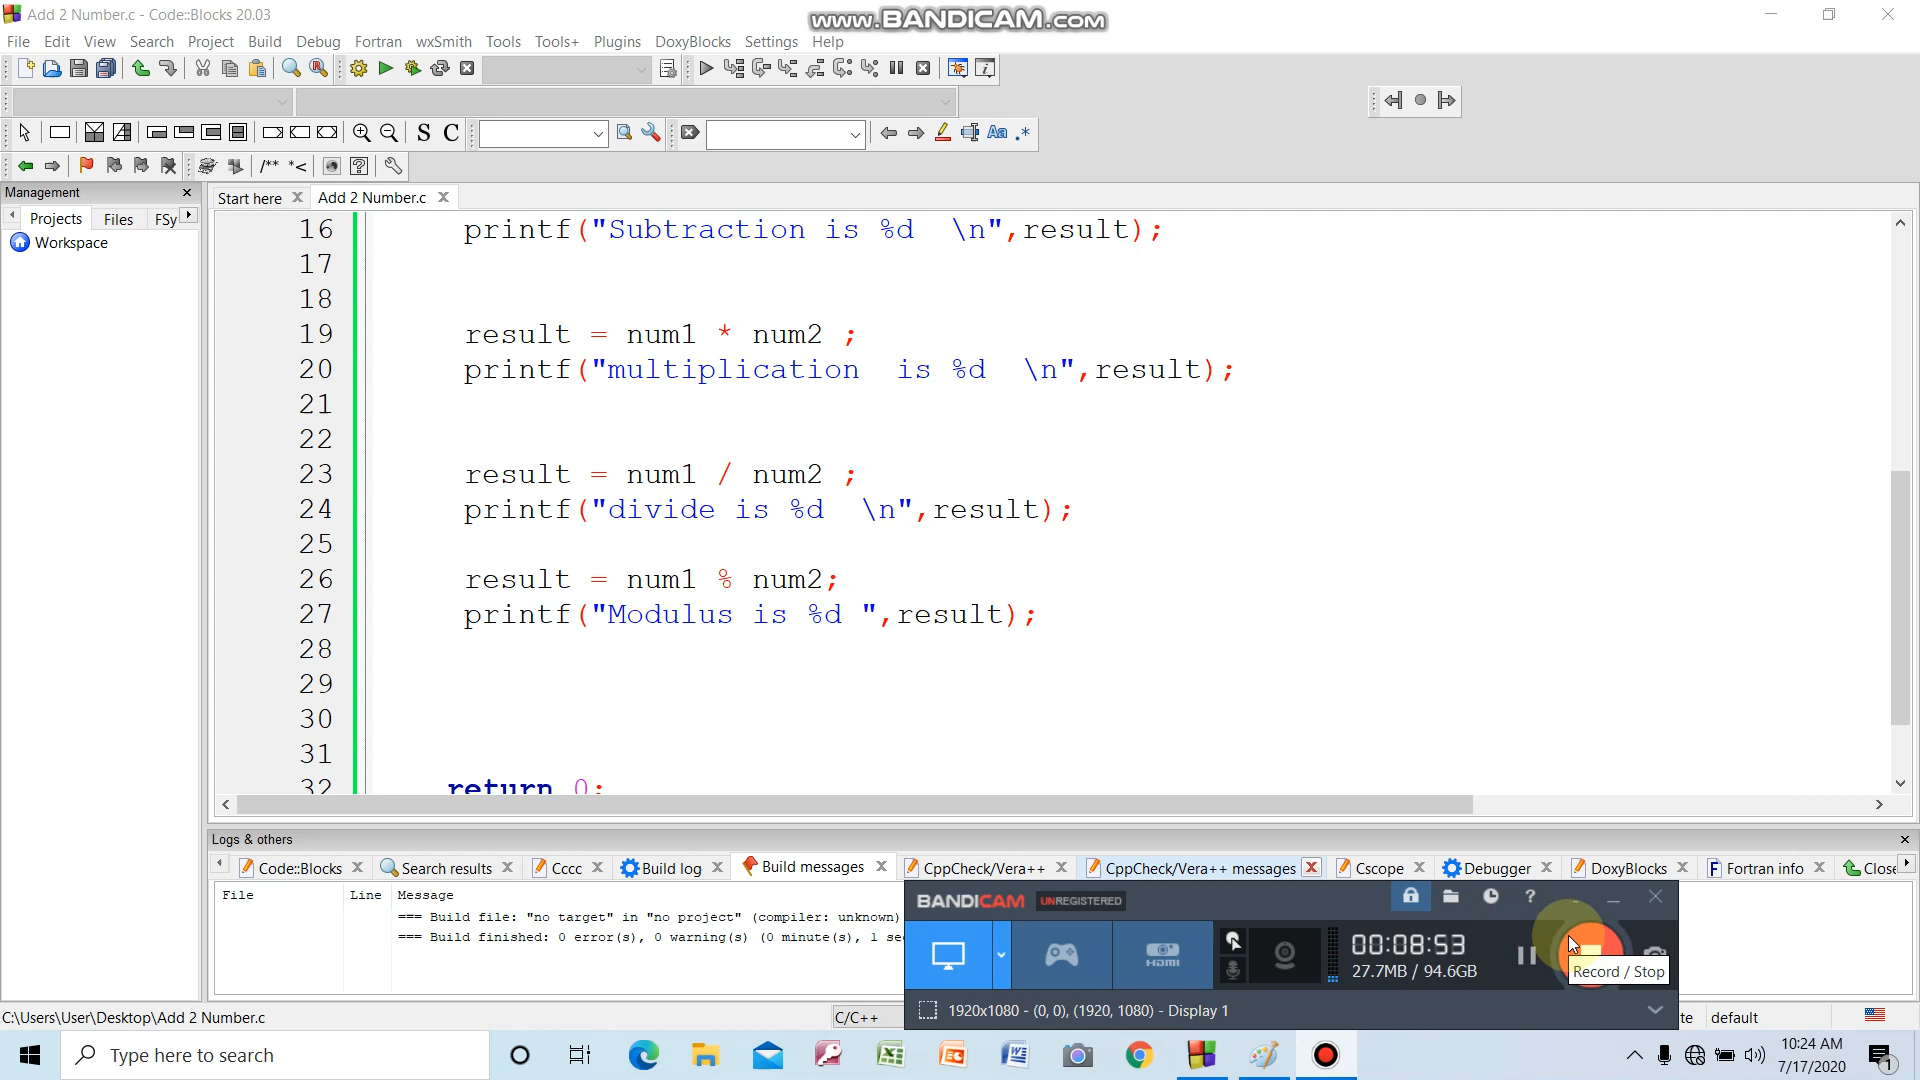 Add 2 Number.c - Code::Blocks 20.03
www.BANDICAM.com
File Edit View Search Project Build Debug Fortran wxSmith Tools Tools+ Plugins DoxyBlocks Settings Help
S C
Aa .*
/** *<
Management
Start here Add 2 Number.c
Projects Files FSy
Workspace
16 printf("Subtraction is %d  \n",result);
17
18
19 result = num1 * num2 ;
20 printf("multiplication  is %d  \n",result);
21
22
23 result = num1 / num2 ;
24 printf("divide is %d  \n",result);
25
26 result = num1 % num2;
27 printf("Modulus is %d ",result);
28
29
30
31
32 return 0;
Logs & others
Code::Blocks Search results Cccc Build log Build messages CppCheck/Vera++ CppCheck/Vera++ messages Cscope Debugger DoxyBlocks Fortran info Close
File Line Message
=== Build file: "no target" in "no project" (compiler: unknown)
=== Build finished: 0 error(s), 0 warning(s) (0 minute(s), 1 se
BANDICAM UNREGISTERED
HDMI
00:08:53
27.7MB / 94.6GB
Record / Stop
1920x1080 - (0, 0), (1920, 1080) - Display 1
C:\Users\User\Desktop\Add 2 Number.c C/C++ te default
Type here to search
10:24 AM
7/17/2020
1